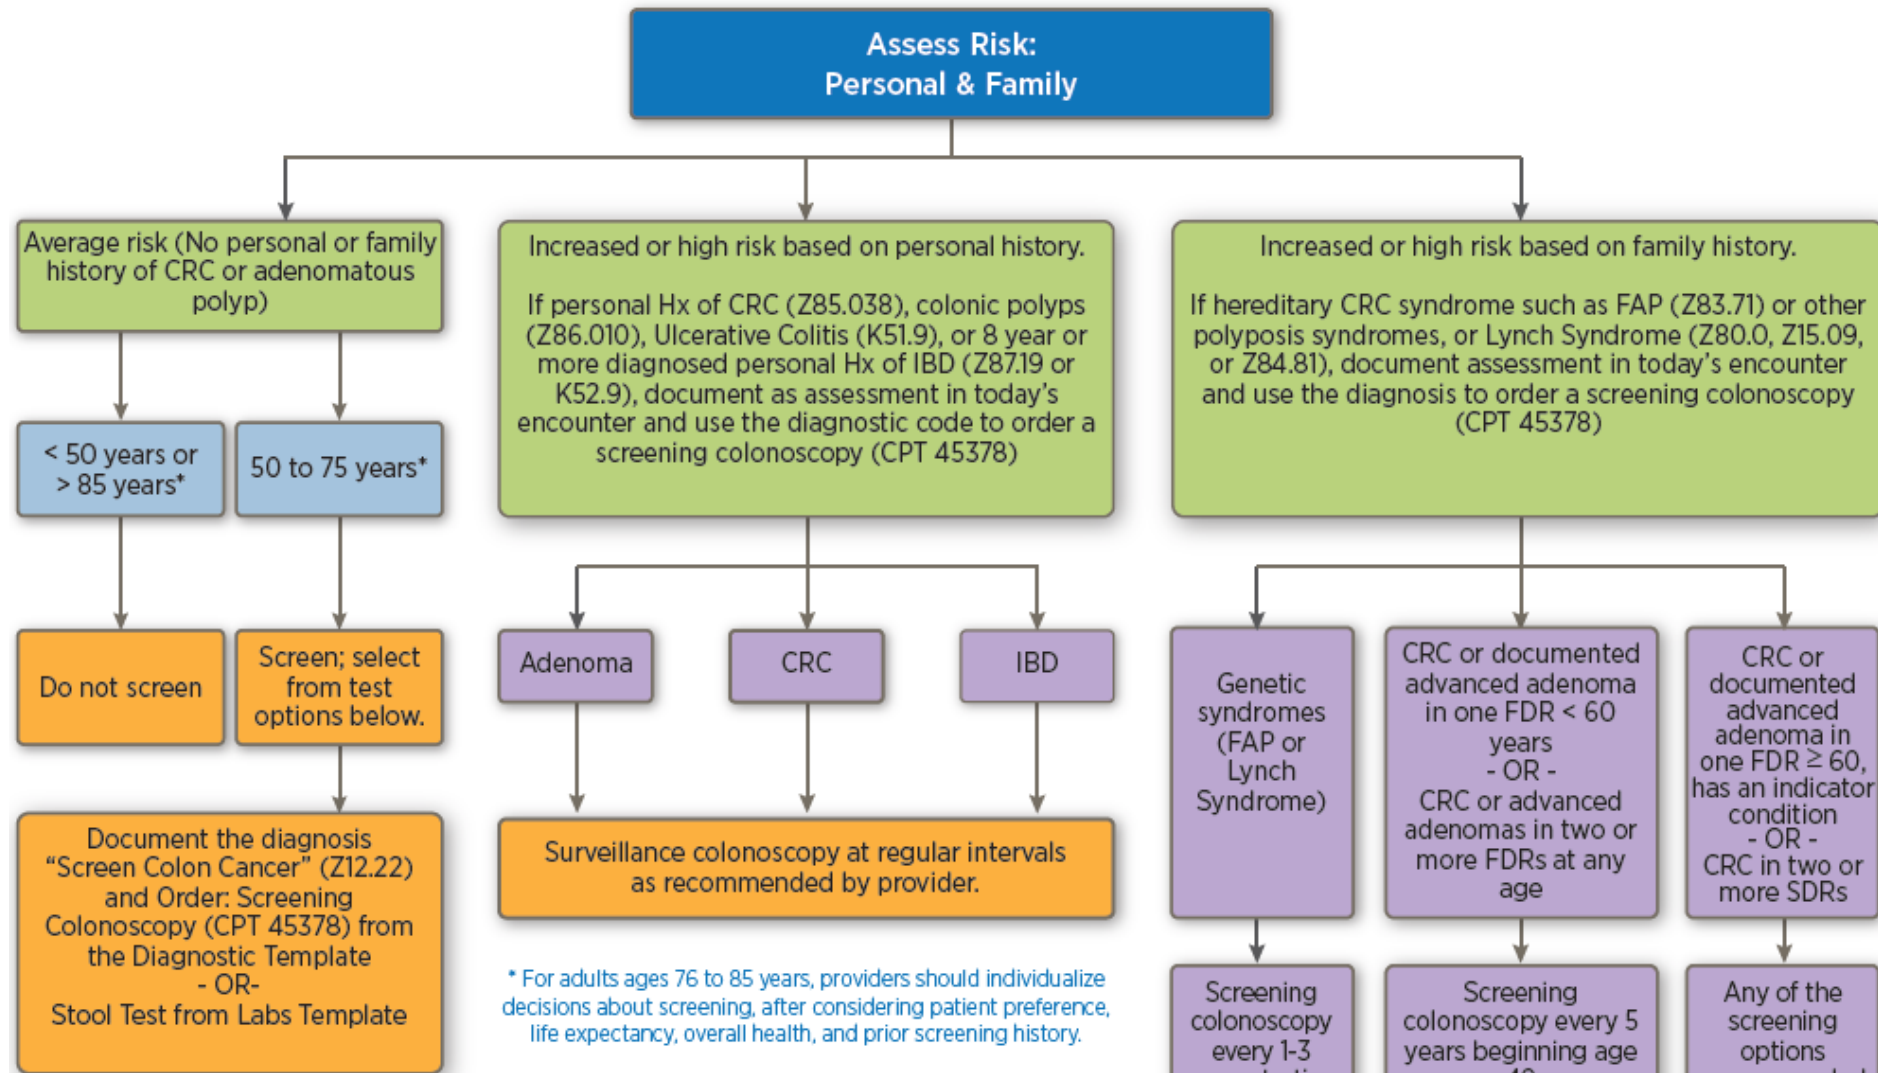 Assess Risk:
Personal & Family
Average risk (No personal or family
history of CRC or adenomatous
polyp)
< 50 years or
> 85 years*
50 to 75 years*
Do not screen
Screen; select
from test
options below.
Document the diagnosis
“Screen Colon Cancer” (Z12.22)
and Order: Screening
Colonoscopy (CPT 45378) from
the Diagnostic Template
- OR-
Stool Test from Labs Template
Increased or high risk based on personal history.
If personal Hx of CRC (Z85.038), colonic polyps
(Z86.010), Ulcerative Colitis (K51.9), or 8 year or
more diagnosed personal Hx of IBD (Z87.19 or
K52.9), document as assessment in today’s
encounter and use the diagnostic code to order a
screening colonoscopy (CPT 45378)
Adenoma
CRC
IBD
Surveillance colonoscopy at regular intervals
as recommended by provider.
* For adults ages 76 to 85 years, providers should individualize
decisions about screening, after considering patient preference,
life expectancy, overall health, and prior screening history.
Increased or high risk based on family history.
If hereditary CRC syndrome such as FAP (Z83.71) or other
polyposis syndromes, or Lynch Syndrome (Z80.0, Z15.09,
or Z84.81), document assessment in today’s encounter
and use the diagnosis to order a screening colonoscopy
(CPT 45378)
Genetic
syndromes
(FAP or
Lynch
Syndrome)
CRC or documented
advanced adenoma
in one FDR < 60
years
- OR -
CRC or advanced
adenomas in two or
more FDRs at any
age
CRC or
documented
advanced
adenoma in
one FDR ≥ 60,
has an indicator
condition
- OR -
CRC in two or
more SDRs
Screening
colonoscopy
every 1-3
Screening
colonoscopy every 5
years beginning age
Any of the
screening
options